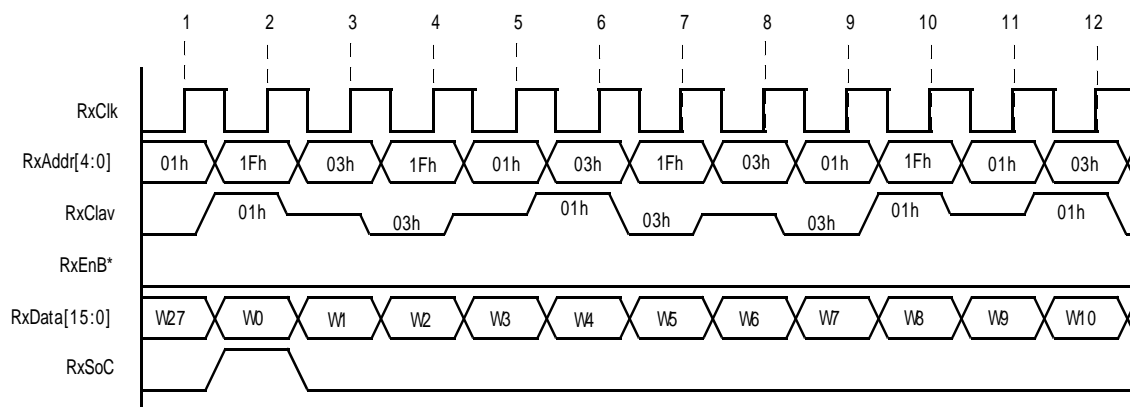 1 2 3 4 5 6 7 8 9 10 11 12
RxClk
RxAddr[4:0] 01h 1Fh 03h 1Fh 01h 03h 1Fh 03h 01h 1Fh 01h 03h
RxClav 01h 03h 01h 03h 03h 01h 01h
RxEnB*
RxData[15:0] W27 W0 W1 W2 W3 W4 W5 W6 W7 W8 W9 W10
RxSoC